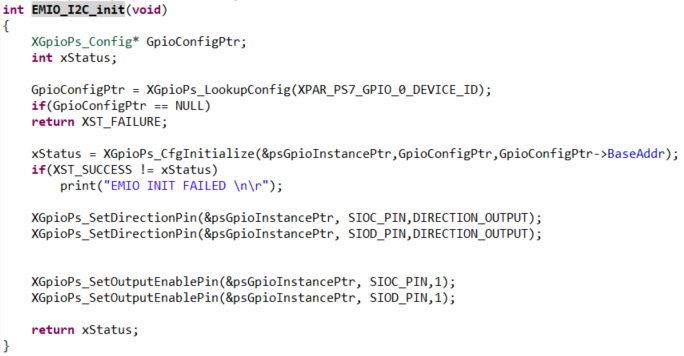 int EMIO_I2C_init(void)
{
XGpioPs_Config* GpioConfigPtr;
int xStatus;
GpioConfigPtr = XGpioPs_LookupConfig(XPAR_PS7_GPIO_0_DEVICE_ID);
if(GpioConfigPtr == NULL)
return XST_FAILURE;
xStatus = XGpioPs_CfgInitialize(&psGpioInstancePtr,GpioConfigPtr,GpioConfigPtr->BaseAddr);
if(XST_SUCCESS != xStatus)
print("EMIO INIT FAILED \n\r");
XGpioPs_SetDirectionPin(&psGpioInstancePtr, SIOC_PIN,DIRECTION_OUTPUT);
XGpioPs_SetDirectionPin(&psGpioInstancePtr, SIOD_PIN,DIRECTION_OUTPUT);
XGpioPs_SetOutputEnablePin(&psGpioInstancePtr, SIOC_PIN,1);
XGpioPs_SetOutputEnablePin(&psGpioInstancePtr, SIOD_PIN,1);
return xStatus;
}